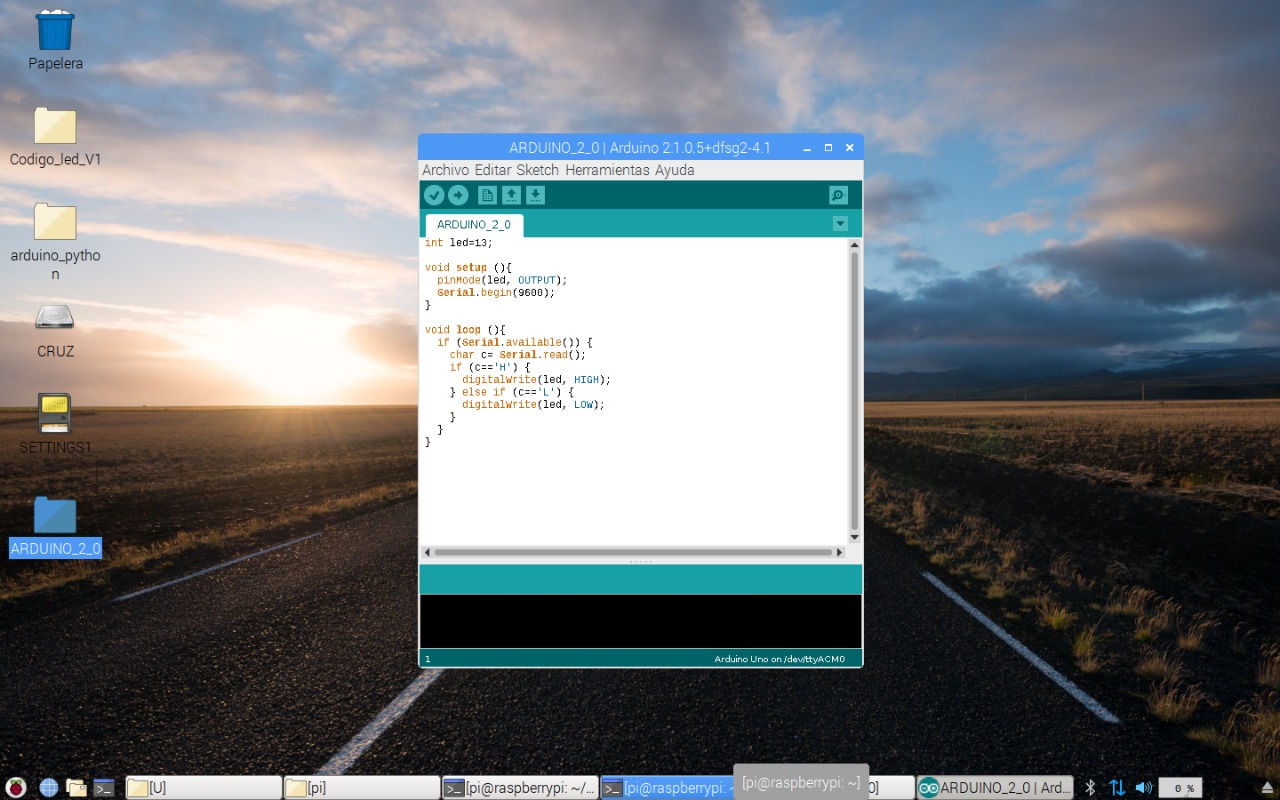 Papelera
Codigo_led_V1
arduino_pytho
n
CRUZ
SETTINGS1
ARDUINO_2_0
ARDUINO_2_0 | Arduino 2:1.0.5+dfsg2-4.1
Archivo Editar Sketch Herramientas Ayuda
ARDUINO_2_0
int led=13;
void setup (){
pinMode(led, OUTPUT);
Serial.begin(9600);
}
void loop (){
if (Serial.available()) {
char c= Serial.read();
if (c=='H') {
digitalWrite(led, HIGH);
} else if (c=='L') {
digitalWrite(led, LOW);
}
}
}
1
Arduino Uno on /dev/ttyACM0
[U]
[pi]
[pi@raspberrypi: ~/...
[pi@raspberrypi: ~
[pi@raspberrypi: ~]
0]
ARDUINO_2_0 | Ard...
0 %